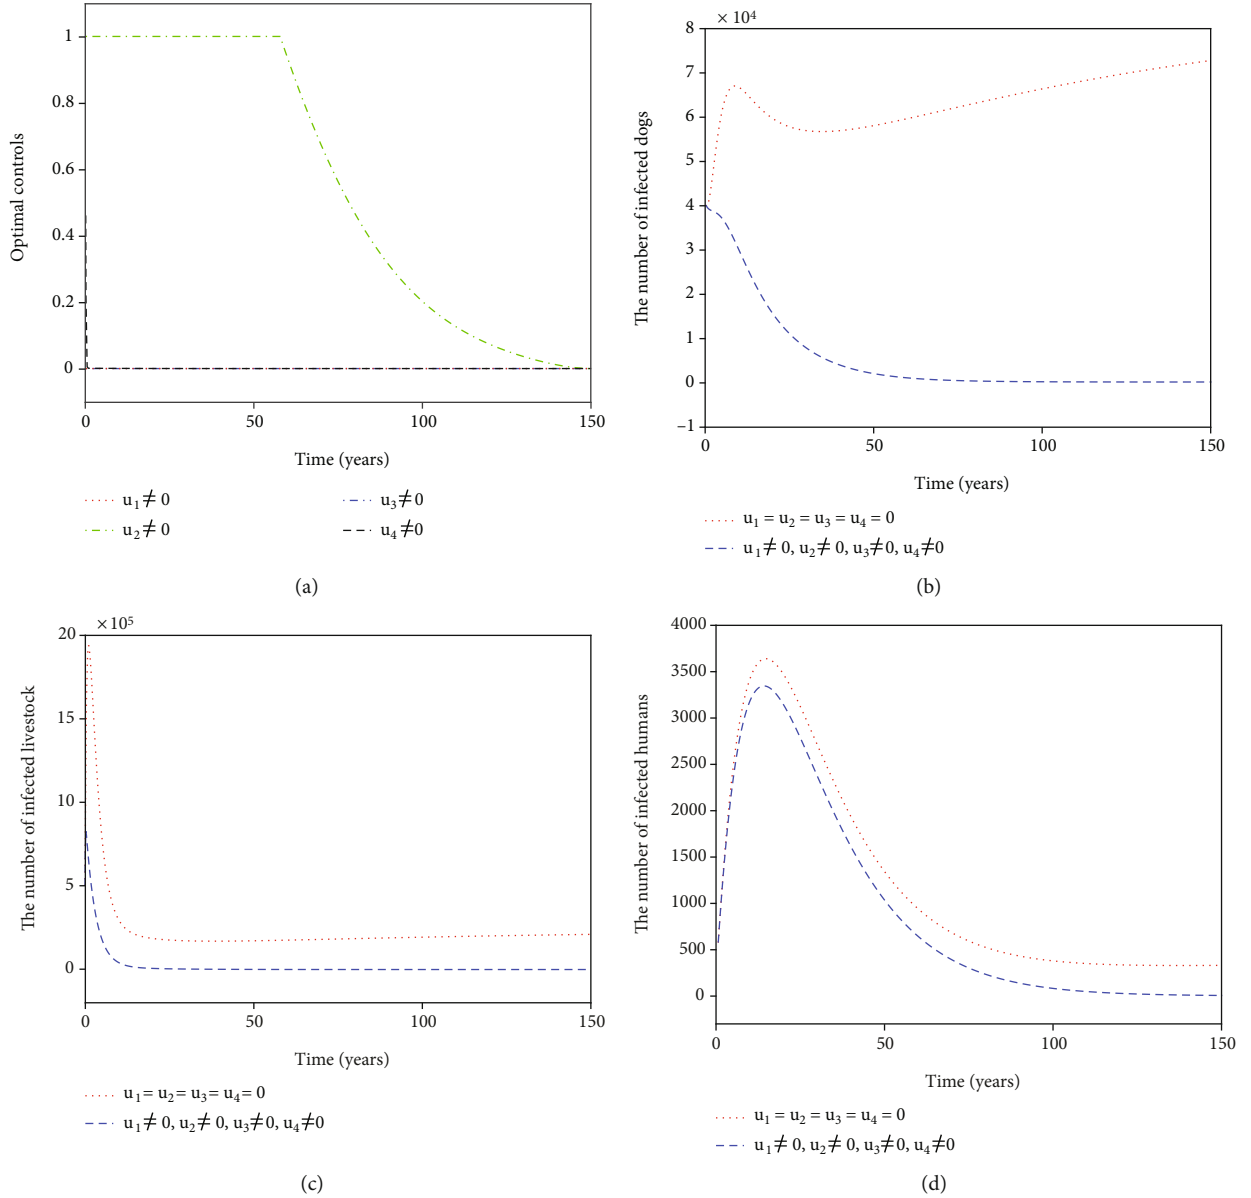 1
0.8
0.6
0.4
0.2
0
0 50 100 150
Optimal controls
Time (years)
u₁ ≠ 0 u₃ ≠ 0
u₂ ≠ 0 u₄ ≠ 0
(a)
× 10⁴
8
7
6
5
4
3
2
1
0
–1
0 50 100 150
The number of infected dogs
Time (years)
u₁ = u₂ = u₃ = u₄ = 0
u₁ ≠ 0, u₂ ≠ 0, u₃ ≠ 0, u₄ ≠ 0
(b)
× 10⁵
20
15
10
5
0
0 50 100 150
The number of infected livestock
Time (years)
u₁ = u₂ = u₃ = u₄ = 0
u₁ ≠ 0, u₂ ≠ 0, u₃ ≠ 0, u₄ ≠ 0
(c)
4000
3500
3000
2500
2000
1500
1000
500
0
0 50 100 150
The number of infected humans
Time (years)
u₁ = u₂ = u₃ = u₄ = 0
u₁ ≠ 0, u₂ ≠ 0, u₃ ≠ 0, u₄ ≠ 0
(d)